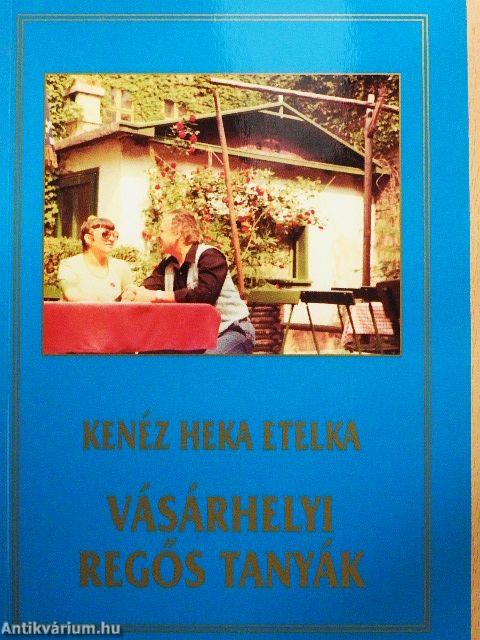 KENÉZ HEKA ETELKA
VÁSÁRHELYI
REGŐS TANYÁK
Antikvárium.hu